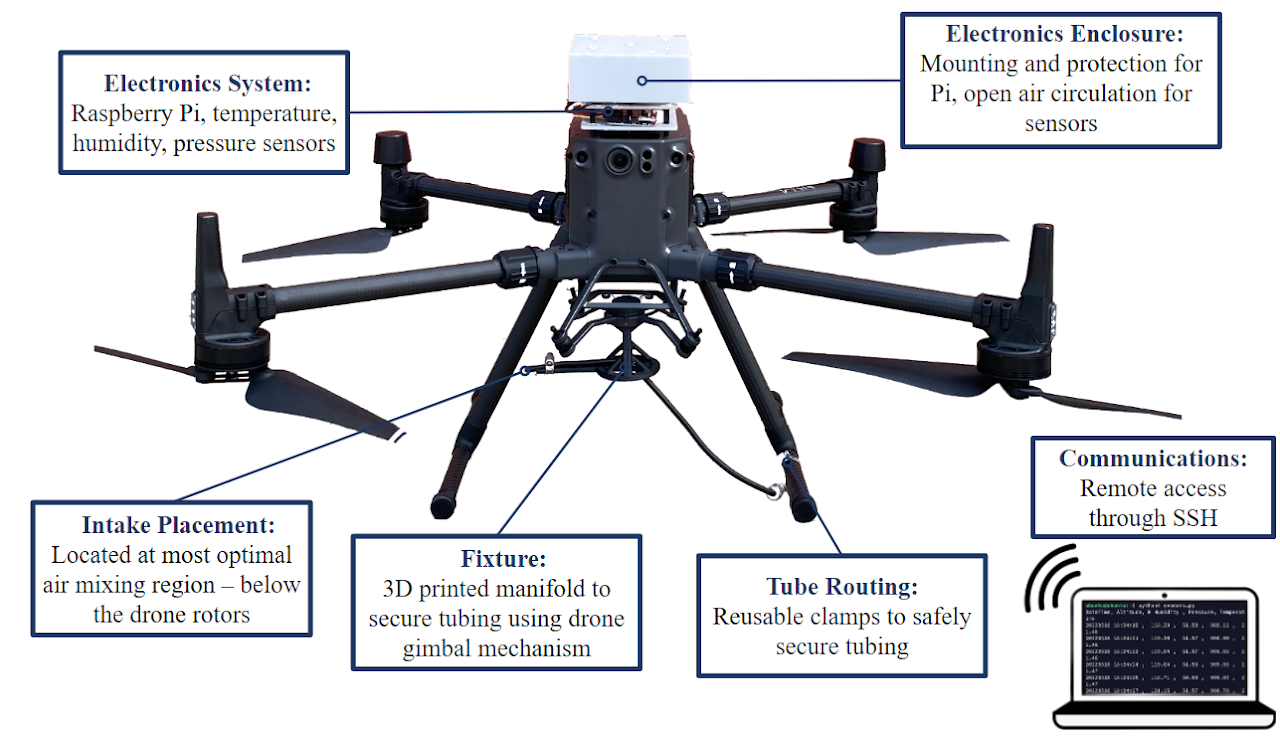 Electronics System:
Raspberry Pi, temperature,
humidity, pressure sensors
Electronics Enclosure:
Mounting and protection for
Pi, open air circulation for
sensors
Intake Placement:
Located at most optimal
air mixing region – below
the drone rotors
Fixture:
3D printed manifold to
secure tubing using drone
gimbal mechanism
Tube Routing:
Reusable clamps to safely
secure tubing
Communications:
Remote access
through SSH